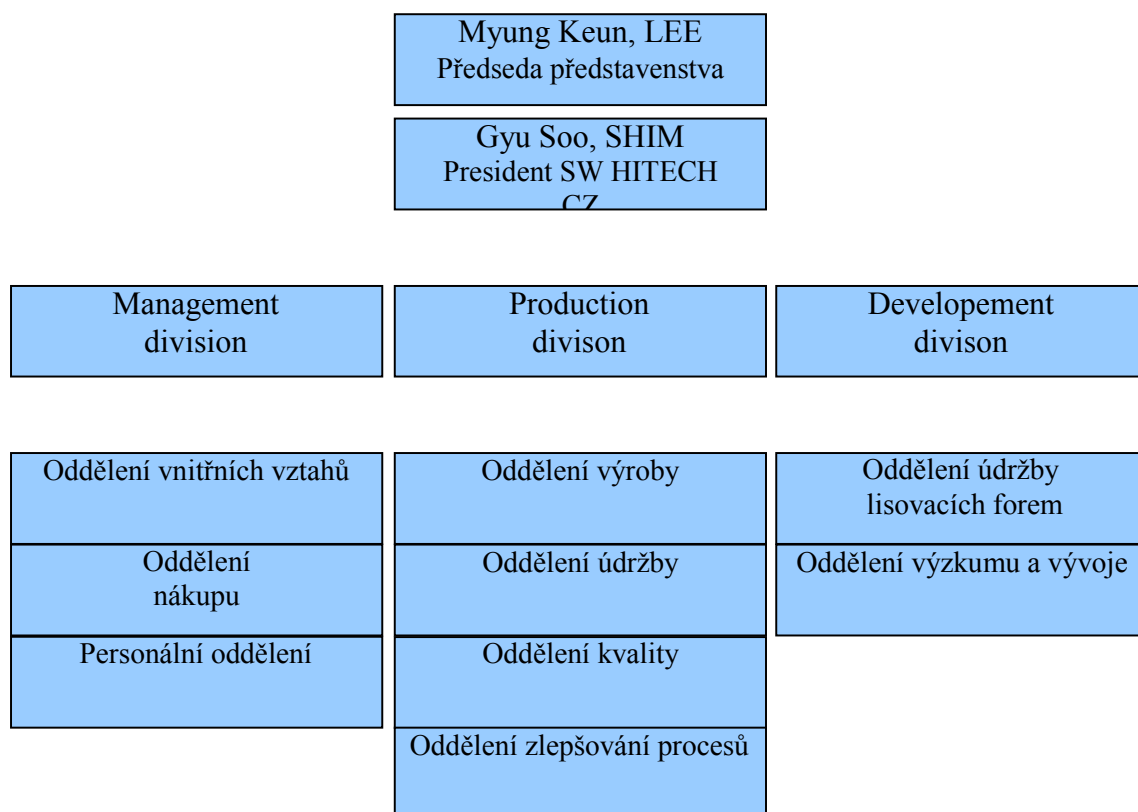 Myung Keun, LEE
Předseda představenstva
Gyu Soo, SHIM
President SW HITECH
CZ
Management
division
Production
divison
Developement
divison
Oddělení vnitřních vztahů
Oddělení
nákupu
Personální oddělení
Oddělení výroby
Oddělení údržby
Oddělení kvality
Oddělení zlepšování procesů
Oddělení údržby
lisovacích forem
Oddělení výzkumu a vývoje